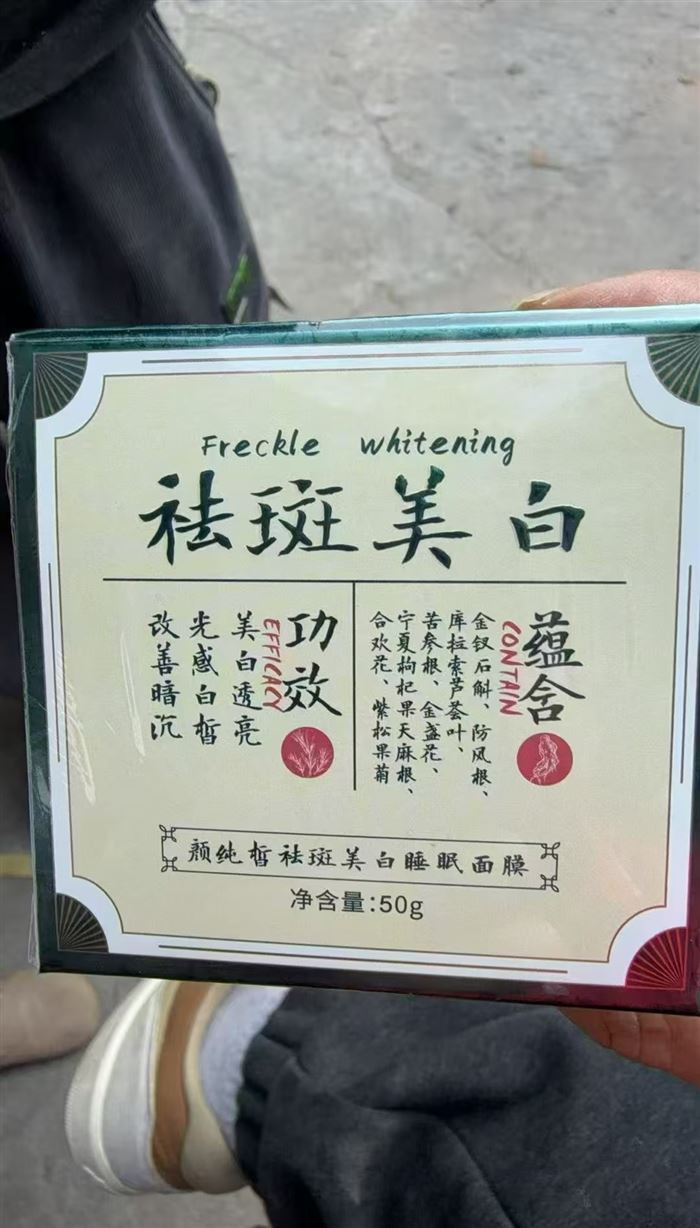 Freckle whitening
祛斑美白
功效
EFFICACY
美白透亮
光感白皙
改善暗沉
蕴含
CONTAIN
金钗石斛、防风根、
库拉索芦荟叶、
苦参根、金盏花、
宁夏枸杞果天麻根、
合欢花、紫松果菊
颜纯皙祛斑美白睡眠面膜
净含量:50g